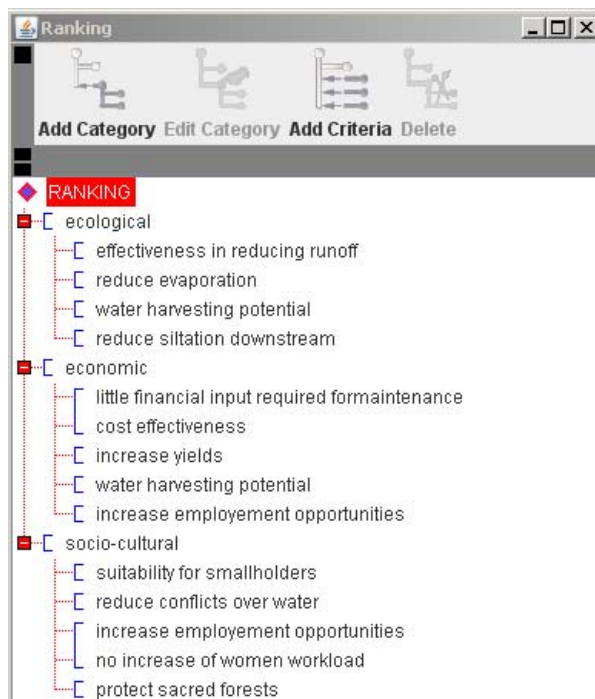 Ranking
Add Category Edit Category Add Criteria Delete
RANKING
ecological
effectiveness in reducing runoff
reduce evaporation
water harvesting potential
reduce siltation downstream
economic
little financial input required formaintenance
cost effectiveness
increase yields
water harvesting potential
increase employement opportunities
socio-cultural
suitability for smallholders
reduce conflicts over water
increase employement opportunities
no increase of women workload
protect sacred forests